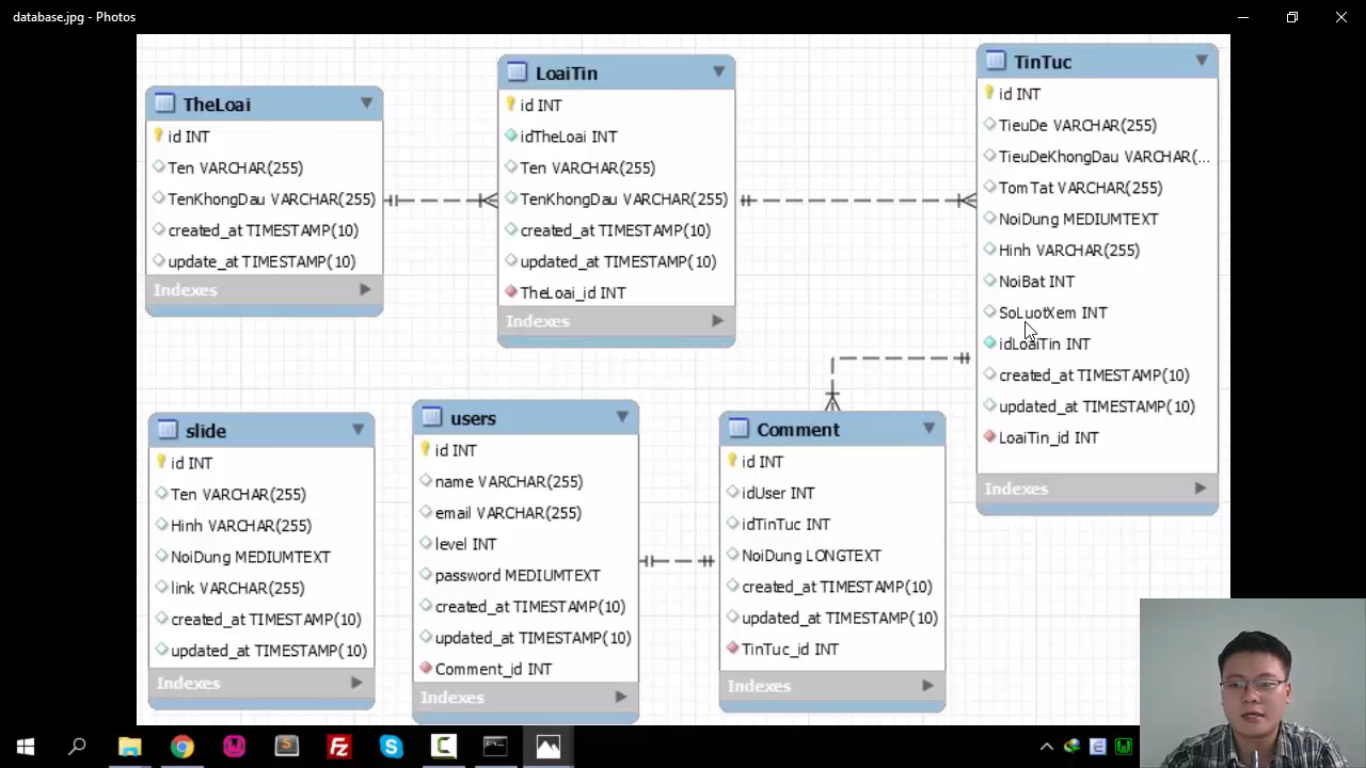 database.jpg - Photos
TheLoai
id INT
Ten VARCHAR(255)
TenKhongDau VARCHAR(255)
created_at TIMESTAMP(10)
update_at TIMESTAMP(10)
Indexes
LoaiTin
id INT
idTheLoai INT
Ten VARCHAR(255)
TenKhongDau VARCHAR(255)
created_at TIMESTAMP(10)
updated_at TIMESTAMP(10)
TheLoai_id INT
Indexes
TinTuc
id INT
TieuDe VARCHAR(255)
TieuDeKhongDau VARCHAR(...
TomTat VARCHAR(255)
NoiDung MEDIUMTEXT
Hinh VARCHAR(255)
NoiBat INT
SoLuotXem INT
idLoaiTin INT
created_at TIMESTAMP(10)
updated_at TIMESTAMP(10)
LoaiTin_id INT
Indexes
slide
id INT
Ten VARCHAR(255)
Hinh VARCHAR(255)
NoiDung MEDIUMTEXT
link VARCHAR(255)
created_at TIMESTAMP(10)
updated_at TIMESTAMP(10)
Indexes
users
id INT
name VARCHAR(255)
email VARCHAR(255)
level INT
password MEDIUMTEXT
created_at TIMESTAMP(10)
updated_at TIMESTAMP(10)
Comment_id INT
Indexes
Comment
id INT
idUser INT
idTinTuc INT
NoiDung LONGTEXT
created_at TIMESTAMP(10)
updated_at TIMESTAMP(10)
TinTuc_id INT
Indexes